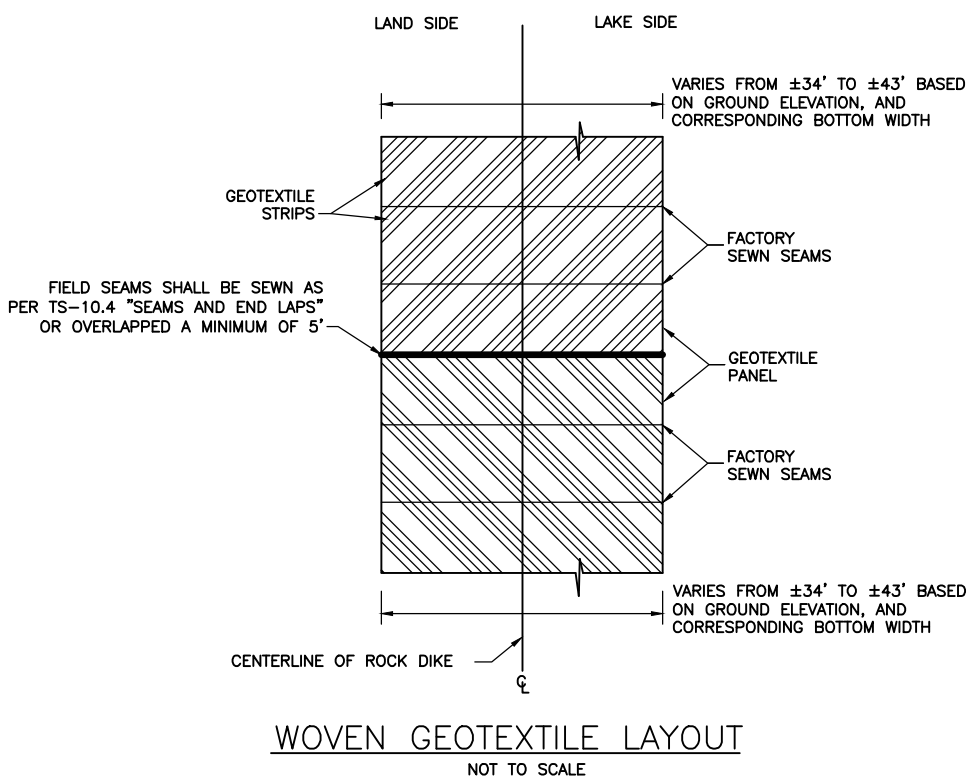 LAND SIDE
LAKE SIDE
VARIES FROM ±34' TO ±43' BASED
ON GROUND ELEVATION, AND
CORRESPONDING BOTTOM WIDTH
GEOTEXTILE
STRIPS
FACTORY
SEWN SEAMS
FIELD SEAMS SHALL BE SEWN AS
PER TS-10.4 "SEAMS AND END LAPS"
OR OVERLAPPED A MINIMUM OF 5'
GEOTEXTILE
PANEL
FACTORY
SEWN SEAMS
VARIES FROM ±34' TO ±43' BASED
ON GROUND ELEVATION, AND
CORRESPONDING BOTTOM WIDTH
CENTERLINE OF ROCK DIKE
℄
WOVEN GEOTEXTILE LAYOUT
NOT TO SCALE